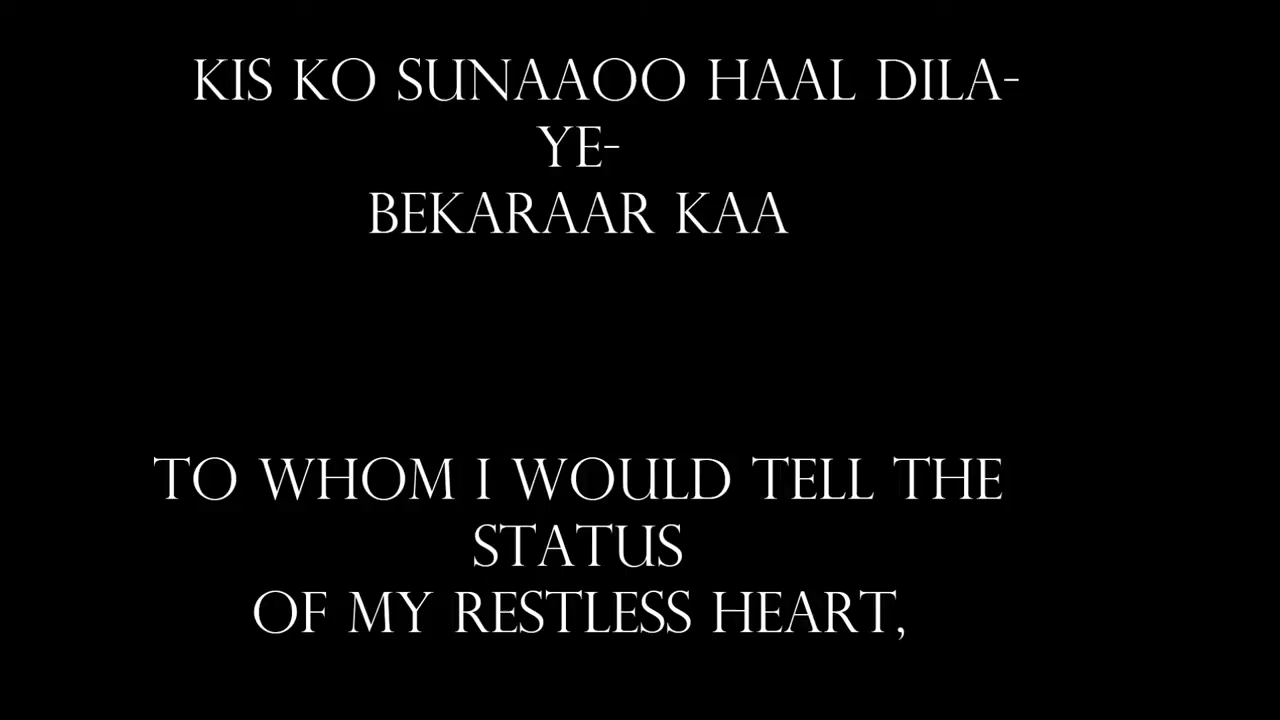 KIS KO SUNAAOO HAAL DILA-
YE-
BEKARAAR KAA
TO WHOM I WOULD TELL THE
STATUS
OF MY RESTLESS HEART,